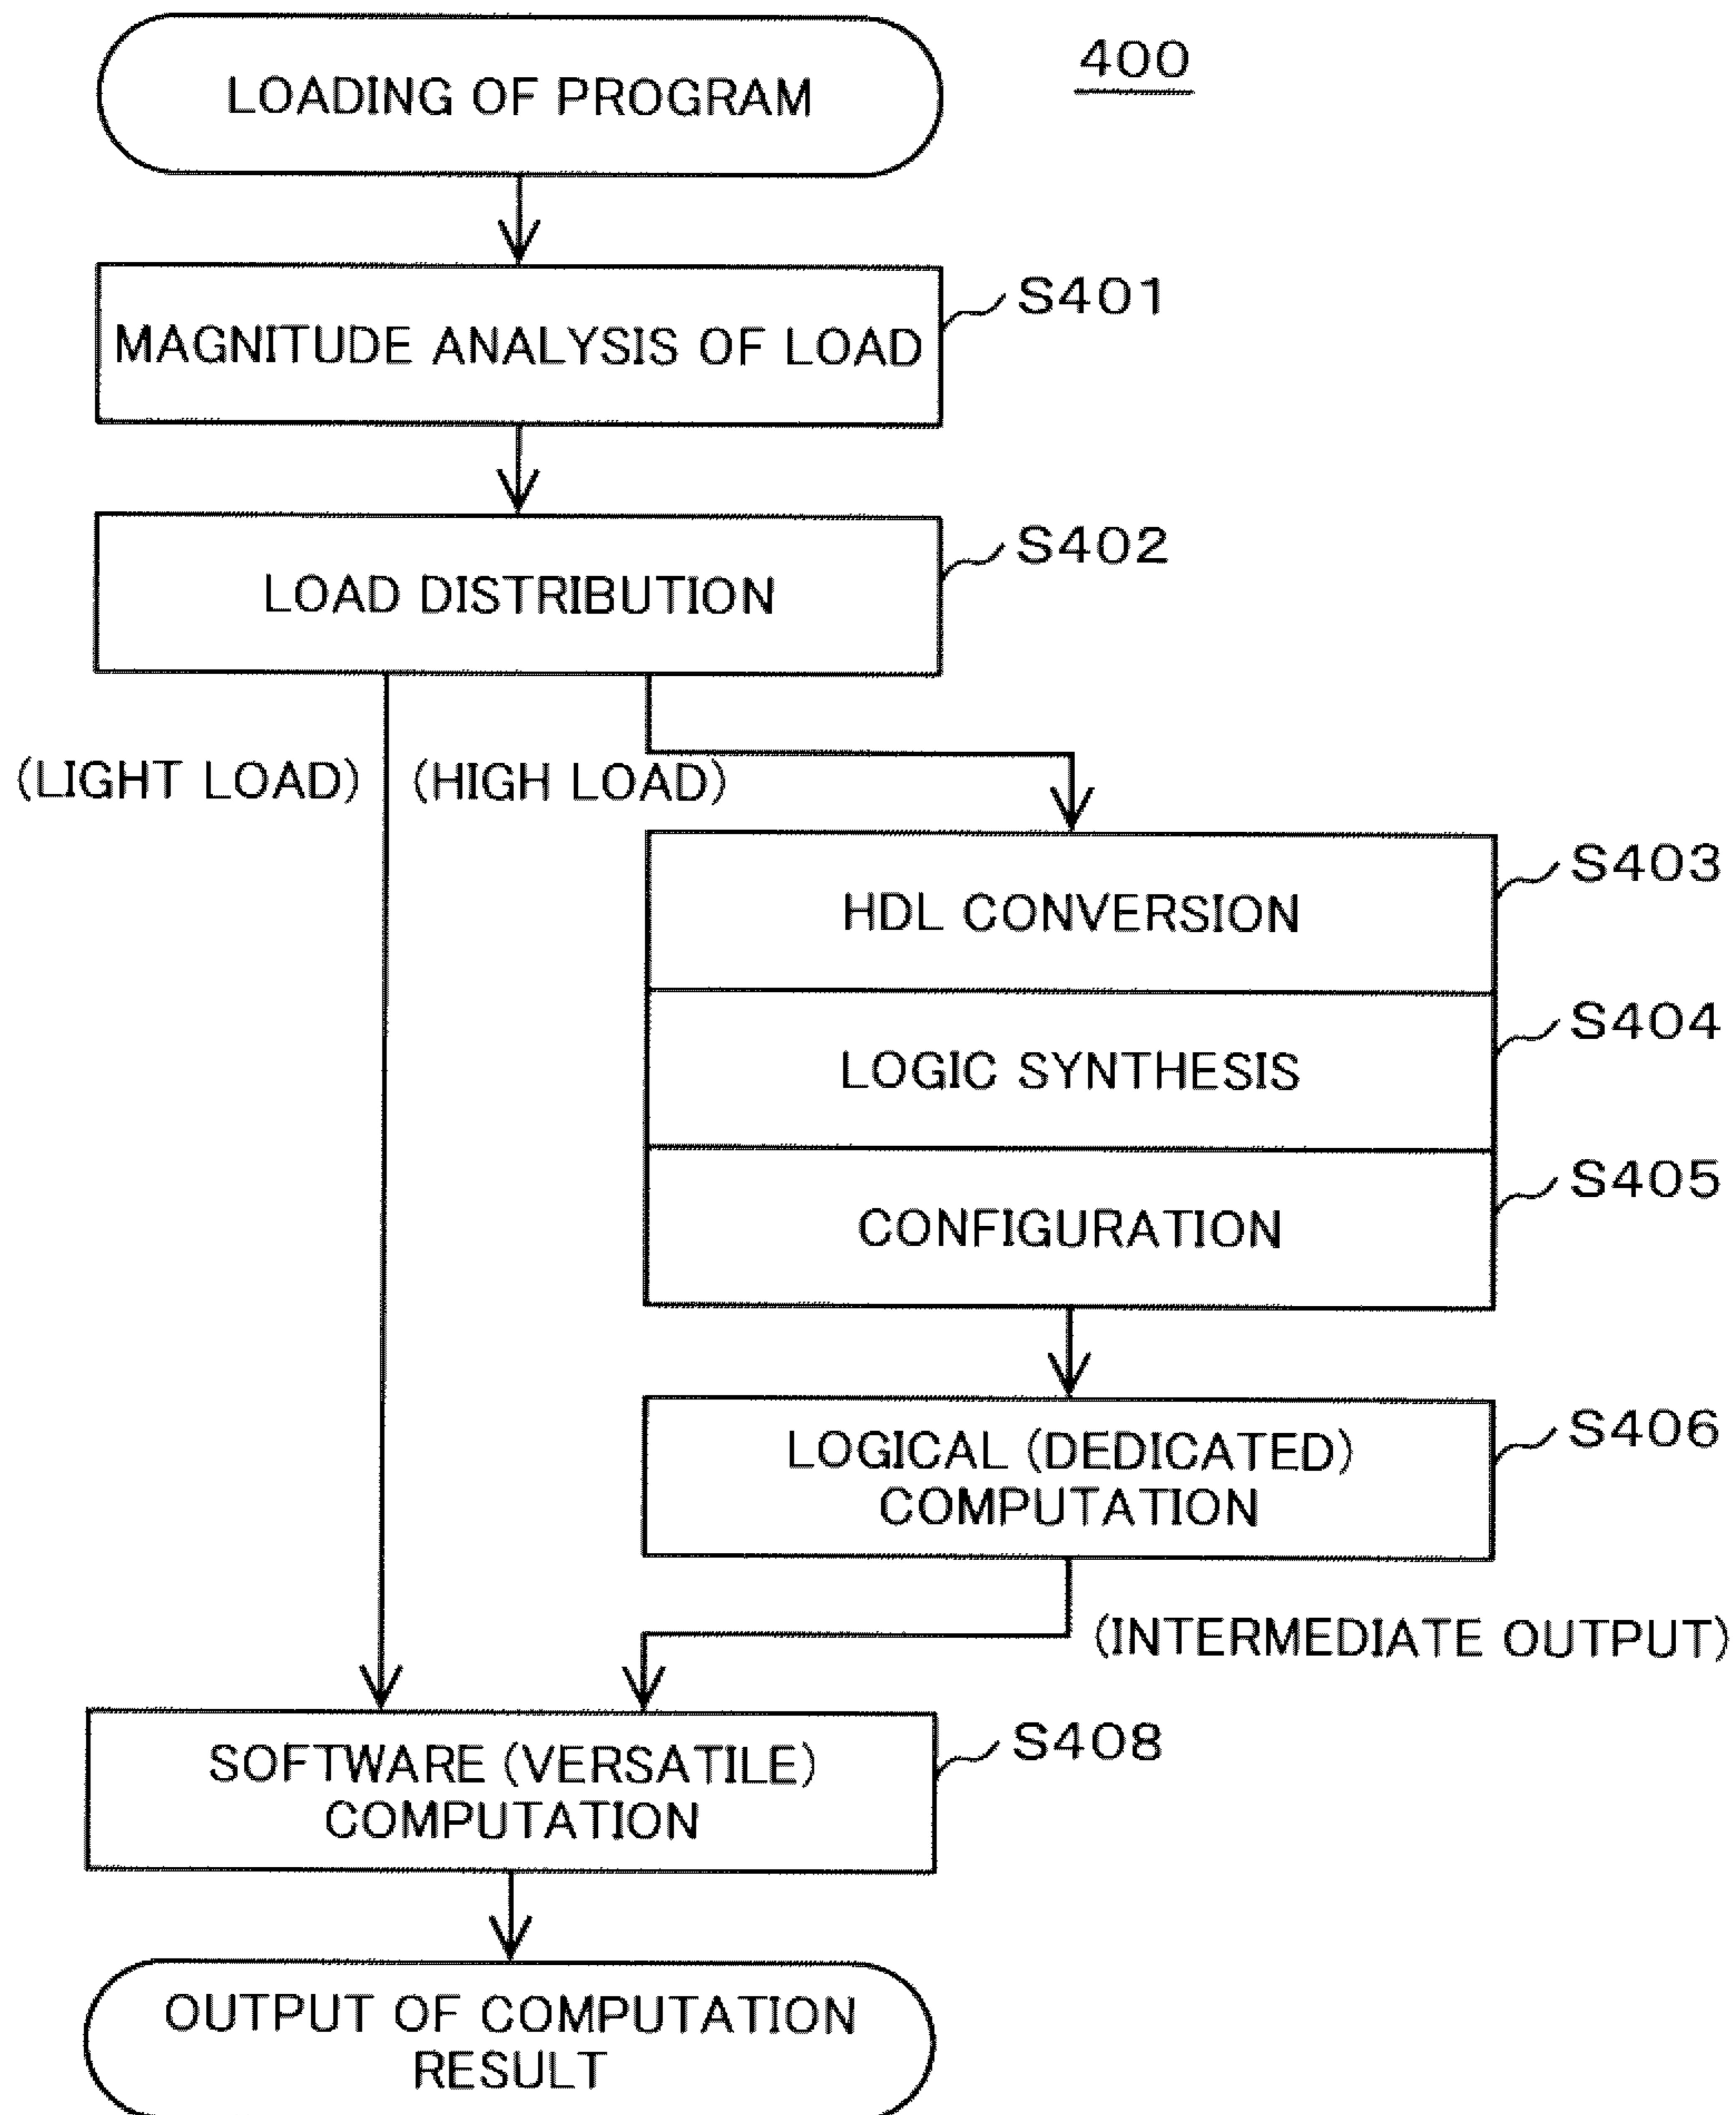 LOADING OF PROGRAM
400
MAGNITUDE ANALYSIS OF LOAD
S401
LOAD DISTRIBUTION
S402
(LIGHT LOAD)
(HIGH LOAD)
HDL CONVERSION
S403
LOGIC SYNTHESIS
S404
CONFIGURATION
S405
LOGICAL (DEDICATED)
COMPUTATION
S406
(INTERMEDIATE OUTPUT)
SOFTWARE (VERSATILE)
COMPUTATION
S408
OUTPUT OF COMPUTATION
RESULT